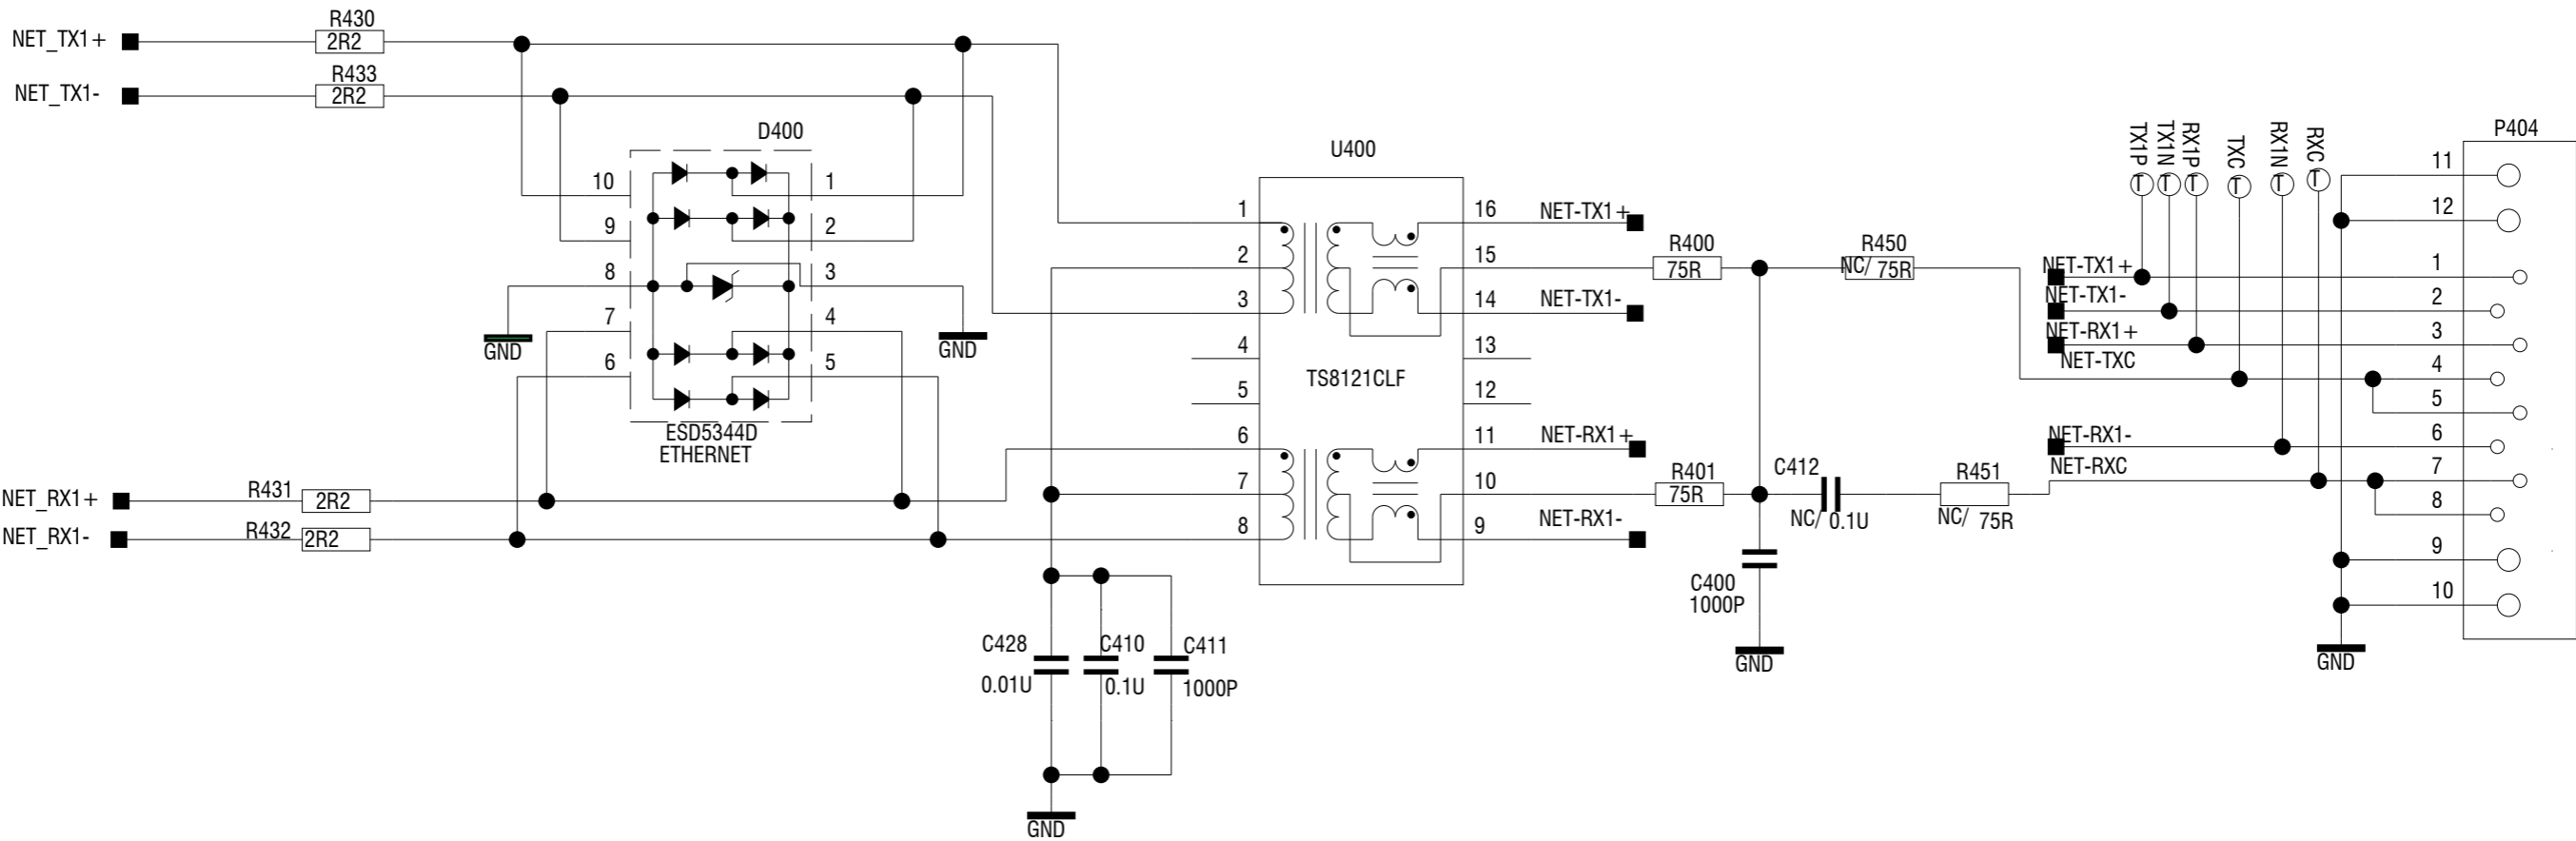 NET_TX1+
R430
2R2
NET_TX1-
R433
2R2
D400
10
1
9
2
8
3
7
4
6
5
GND
GND
ESD5344D
ETHERNET
NET_RX1+
R431
2R2
NET_RX1-
R432
2R2
U400
1
2
3
4
5
6
7
8
TS8121CLF
16
15
14
13
12
11
10
9
NET-TX1+
NET-TX1-
NET-RX1+
NET-RX1-
C428
0.01U
C410
0.1U
C411
1000P
GND
R400
75R
R450
NC/ 75R
R401
75R
C412
NC/ 0.1U
R451
NC/ 75R
C400
1000P
GND
TX1P
TX1N
RX1P
TXC
RX1N
RXC
T
T
T
T
T
T
NET-TX1+
NET-TX1-
NET-RX1+
NET-TXC
NET-RX1-
NET-RXC
P404
11
12
1
2
3
4
5
6
7
8
9
10
GND